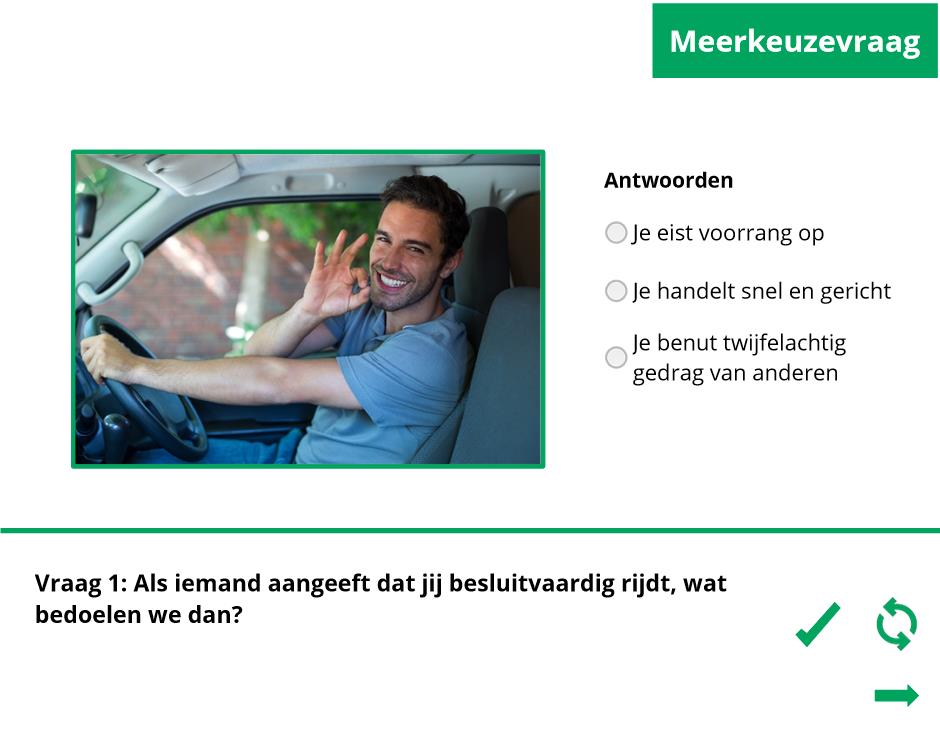 Meerkeuzevraag
Antwoorden
Je eist voorrang op
Je handelt snel en gericht
Je benut twijfelachtig
gedrag van anderen
Vraag 1: Als iemand aangeeft dat jij besluitvaardig rijdt, wat
bedoelen we dan?